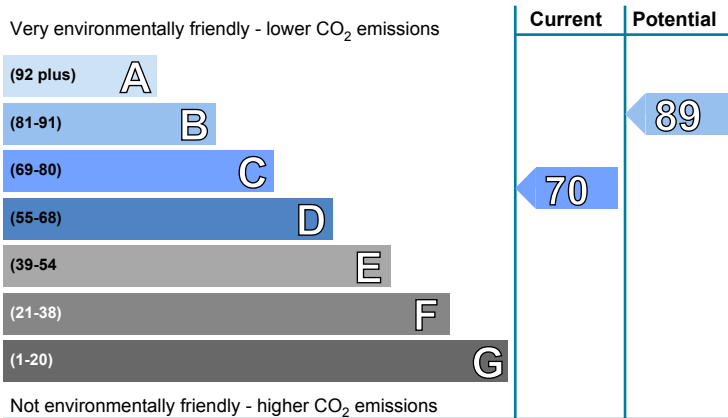 Very environmentally friendly - lower CO2 emissions
Current
Potential
(92 plus) A
(81-91) B
(69-80) C
(55-68) D
(39-54 E
(21-38) F
(1-20) G
70
89
Not environmentally friendly - higher CO2 emissions